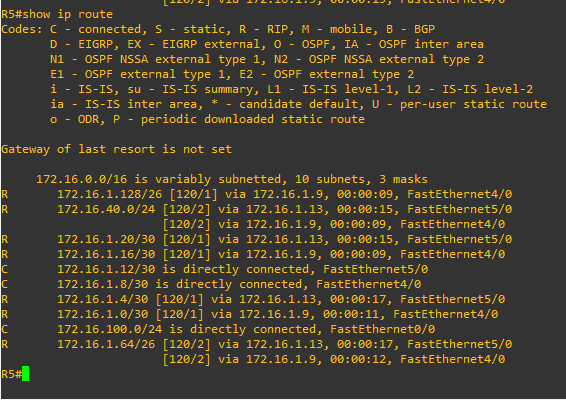 R5#show ip route
Codes: C - connected, S - static, R - RIP, M - mobile, B - BGP
       D - EIGRP, EX - EIGRP external, O - OSPF, IA - OSPF inter area
       N1 - OSPF NSSA external type 1, N2 - OSPF NSSA external type 2
       E1 - OSPF external type 1, E2 - OSPF external type 2
       i - IS-IS, su - IS-IS summary, L1 - IS-IS level-1, L2 - IS-IS level-2
       ia - IS-IS inter area, * - candidate default, U - per-user static route
       o - ODR, P - periodic downloaded static route
Gateway of last resort is not set
     172.16.0.0/16 is variably subnetted, 10 subnets, 3 masks
R       172.16.1.128/26 [120/1] via 172.16.1.9, 00:00:09, FastEthernet4/0
R       172.16.40.0/24 [120/2] via 172.16.1.13, 00:00:15, FastEthernet5/0
                       [120/2] via 172.16.1.9, 00:00:09, FastEthernet4/0
R       172.16.1.20/30 [120/1] via 172.16.1.13, 00:00:15, FastEthernet5/0
R       172.16.1.16/30 [120/1] via 172.16.1.9, 00:00:09, FastEthernet4/0
C       172.16.1.12/30 is directly connected, FastEthernet5/0
C       172.16.1.8/30 is directly connected, FastEthernet4/0
R       172.16.1.4/30 [120/1] via 172.16.1.13, 00:00:17, FastEthernet5/0
R       172.16.1.0/30 [120/1] via 172.16.1.9, 00:00:11, FastEthernet4/0
C       172.16.100.0/24 is directly connected, FastEthernet0/0
R       172.16.1.64/26 [120/2] via 172.16.1.13, 00:00:17, FastEthernet5/0
                       [120/2] via 172.16.1.9, 00:00:12, FastEthernet4/0
R5#